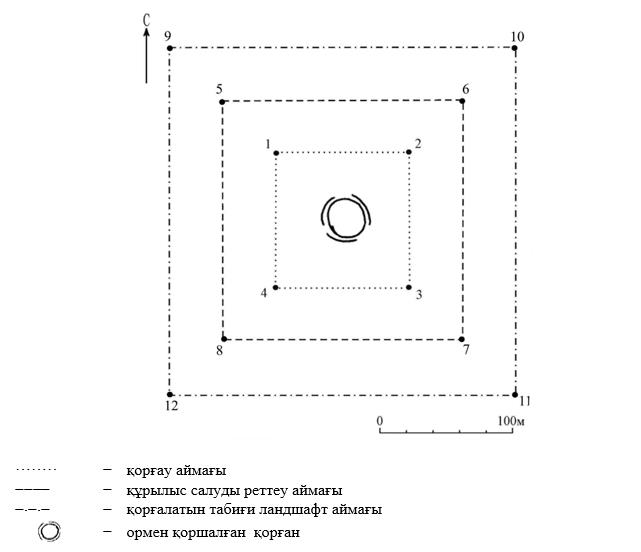 С
9 10
5 6
1 2
4 3
8 7
12 11
0 100м
– қорғау аймағы
– құрылыс салуды реттеу аймағы
– қорғалатын табиғи ландшафт аймағы
– ормен қоршалған қорған